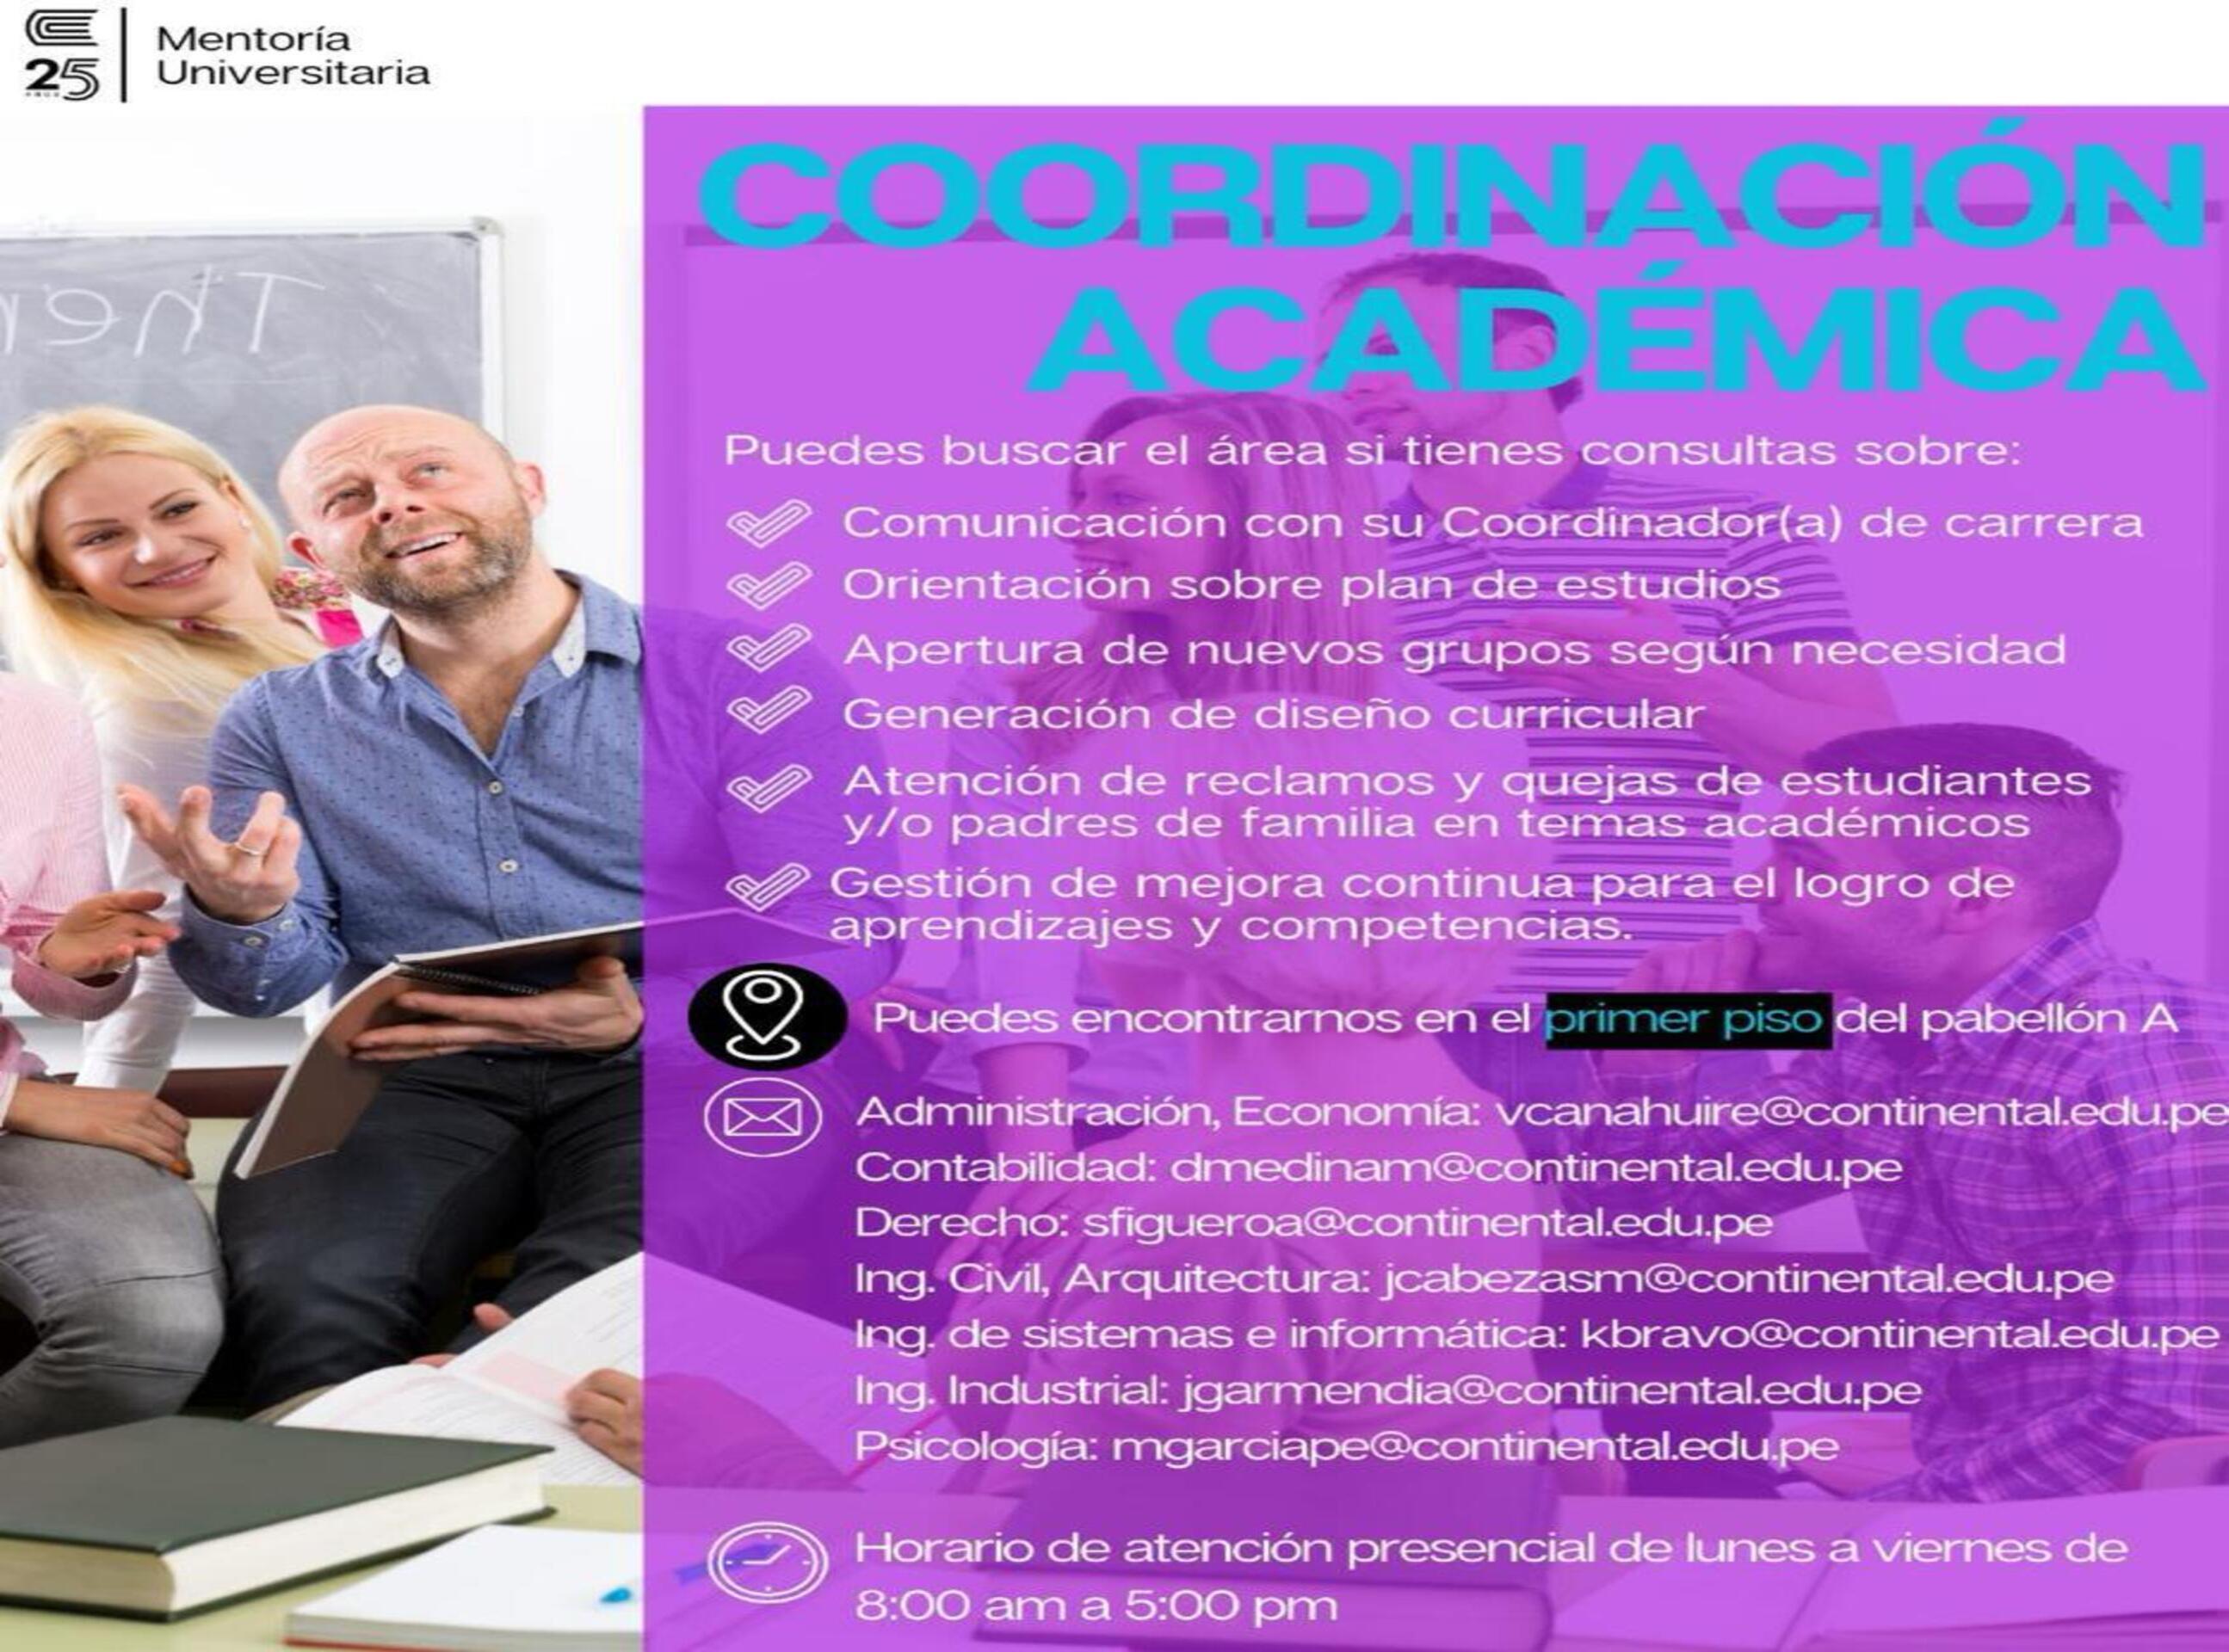 25
Mentoría
Universitaria
COORDINACIÓN
ACADÉMICA
Puedes buscar el área si tienes consultas sobre:
Comunicación con su Coordinador(a) de carrera
Orientación sobre plan de estudios
Apertura de nuevos grupos según necesidad
Generación de diseño curricular
Atención de reclamos y quejas de estudiantes
y/o padres de familia en temas académicos
Gestión de mejora continua para el logro de
aprendizajes y competencias.
Puedes encontrarnos en el primer piso del pabellón A
Administración, Economía: vcanahuire@continental.edu.pe
Contabilidad: dmedinam@continental.edu.pe
Derecho: sfigueroa@continental.edu.pe
Ing. Civil, Arquitectura: jcabezasm@continental.edu.pe
Ing. de sistemas e informática: kbravo@continental.edu.pe
Ing. Industrial: jgarmendia@continental.edu.pe
Psicología: mgarciape@continental.edu.pe
Horario de atención presencial de lunes a viernes de
8:00 am a 5:00 pm